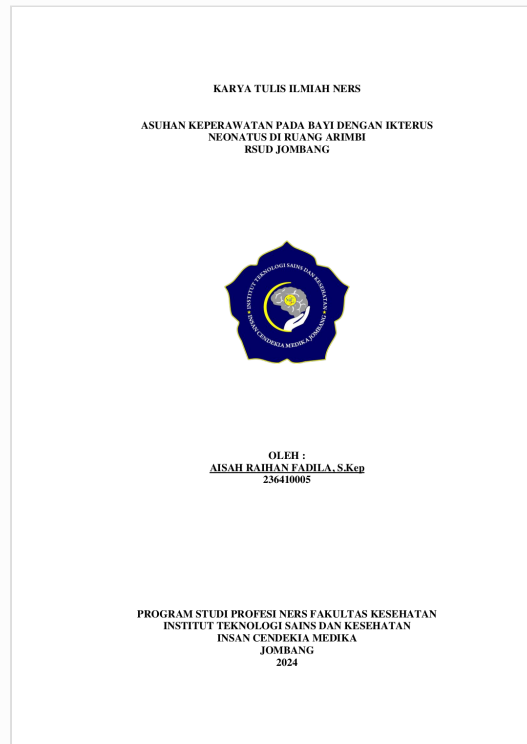 KARYA TULIS ILMIAH NERS
ASUHAN KEPERAWATAN PADA BAYI DENGAN IKTERUS
NEONATUS DI RUANG ARIMBI
RSUD JOMBANG
INSTITUT TEKNOLOGI SAINS DAN KESEHATAN
INSAN CENDEKIA MEDIKA JOMBANG
OLEH :
AISAH RAIHAN FADILA, S.Kep
236410005
PROGRAM STUDI PROFESI NERS FAKULTAS KESEHATAN
INSTITUT TEKNOLOGI SAINS DAN KESEHATAN
INSAN CENDEKIA MEDIKA
JOMBANG
2024